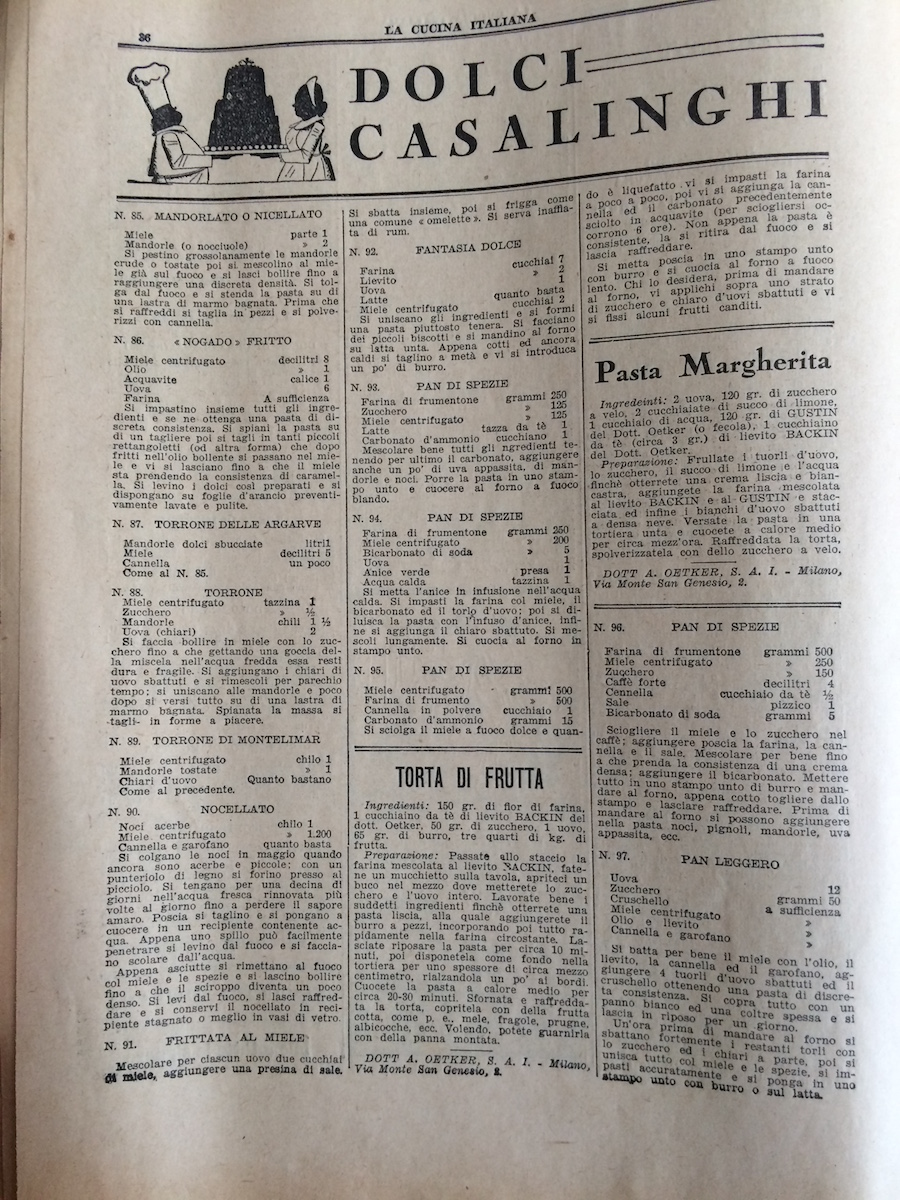 36
LA CUCINA ITALIANA
DOLCI
CASALINGHI
N. 85. MANDORLATO O NICELLATO
Miele parte 1
Mandorle (o nocciuole) » 2
Si pestino grossolanamente le mandorle
crude o tostate poi si mescolino al mie-
le già sul fuoco e si lasci bollire fino a
raggiungere una discreta densità. Si tol-
ga dal fuoco e si stenda la pasta su di
una lastra di marmo bagnata. Prima che
si raffreddi si taglia in pezzi e si polve-
rizzi con cannella.
N. 86. «NOGADO» FRITTO
Miele centrifugato decilitri 8
Olio » 1
Acquavite calice 1
Uova 6
Farina A sufficienza
Si impastino insieme tutti gli ingre-
dienti e se ne ottenga una pasta di di-
screta consistenza. Si spiani la pasta su
di un tagliere poi si tagli in tanti piccoli
rettangoletti (od altra forma) che dopo
fritti nell'olio bollente si passano nel mie-
le e vi si lasciano fino a che il miele
sta prendendo la consistenza di caramel-
la. Si levino i dolci così preparati e si
dispongano su foglie d'arancio preventi-
vamente lavate e pulite.
N. 87. TORRONE DELLE ARGARVE
Mandorle dolci sbucciate litri1
Miele decilitri 5
Cannella un poco
Come al N. 85.
N. 88. TORRONE
Miele centrifugato tazzina 1
Zucchero » ½
Mandorle chili 1 ½
Uova (chiari) 2
Si faccia bollire in miele con lo zuc-
chero fino a che gettando una goccia del-
la miscela nell'acqua fredda essa resti
dura e fragile. Si aggiungano i chiari di
uovo sbattuti e si rimescoli per parecchio
tempo; si uniscano alle mandorle e poco
dopo si versi tutto su di una lastra di
marmo bagnata. Spianata la massa si
tagli- in forme a piacere.
N. 89. TORRONE DI MONTELIMAR
Miele centrifugato chilo 1
Mandorle tostate » 1
Chiari d'uovo Quanto bastano
Come al precedente.
N. 90. NOCELLATO
Noci acerbe chilo 1
Miele centrifugato » 1.200
Cannella e garofano quanto basta
Si colgano le noci in maggio quando
ancora sono acerbe e piccole; con un
punteriolo di legno si forino presso al
picciolo. Si tengano per una decina di
giorni nell'acqua fresca rinnovata più
volte al giorno fino a perdere il sapore
amaro. Poscia si taglino e si pongano a
cuocere in un recipiente contenente ac-
qua. Appena uno spillo può facilmente
penetrare si levino dal fuoco e si faccia-
no scolare dall'acqua.
Appena asciutte si rimettano al fuoco
col miele e le spezie e si lascino bollire
fino a che il sciroppo diventa un poco
denso. Si levi dal fuoco, si lasci raffred-
dare e si conservi il nocellato in reci-
piente stagnato o meglio in vasi di vetro.
N. 91. FRITTATA AL MIELE
Mescolare per ciascun uovo due cucchiai
di miele, aggiungere una presina di sale.
Si sbatta insieme, poi si frigga come
una comune «omelette». Si serva inaffia-
ta di rum.
N. 92. FANTASIA DOLCE
Farina cucchiai 7
Lievito » 2
Uova 1
Latte quanto basta
Miele centrifugato cucchiai 2
Si uniscano gli ingredienti e si formi
una pasta piuttosto tenera. Si facciano
dei piccoli biscotti e si mandino al forno
su latta unta. Appena cotti ed ancora
caldi si taglino a metà e vi si introduca
un po' di burro.
N. 93. PAN DI SPEZIE
Farina di frumentone grammi 250
Zucchero » 125
Miele centrifugato » 125
Latte tazza da tè 1
Carbonato d'ammonio cucchiano 1
Mescolare bene tutti gli ngredienti te-
nendo per ultimo il carbonato, aggiungere
anche un po' di uva appassita, di man-
dorle e noci. Porre la pasta in uno stam-
po unto e cuocere al forno a fuoco
blando.
N. 94. PAN DI SPEZIE
Farina di frumentone grammi 250
Miele centrifugato » 200
Bicarbonato di soda » 5
Uova 1
Anice verde presa 1
Acqua calda tazzina 1
Si metta l'anice in infusione nell'acqua
calda. Si impasti la farina col miele, il
bicarbonato ed il torlo d'uovo; poi si di-
luisca la pasta con l'infuso d'anice, infi-
ne si aggiunga il chiaro sbattuto. Si me-
scoli lungamente. Si cuocia al forno in
stampo unto.
N. 95. PAN DI SPEZIE
Miele centrifugato grammi 500
Farina di frumento » 500
Cannella in polvere cucchiaio 1
Carbonato d'ammonio grammi 15
Si sciolga il miele a fuoco dolce e quan-
TORTA DI FRUTTA
Ingredienti: 150 gr. di fior di farina,
1 cucchiaino da tè di lievito BACKIN del
dott. Oetker, 50 gr. di zucchero, 1 uovo,
65 gr. di burro, tre quarti di kg. di
frutta.
Preparazione: Passate allo staccio la
farina mescolata al lievito NACKIN, fate-
ne un mucchietto sulla tavola, apriteci un
buco nel mezzo dove metterete lo zuc-
chero e l'uovo intero. Lavorate bene i
suddetti ingredienti finchè otterrete una
pasta liscia, alla quale aggiungerete il
burro a pezzi, incorporando poi tutto ra-
pidamente nella farina circostante. La-
sciate riposare la pasta per circa 10 mi-
nuti, poi disponetela come fondo nella
tortiera per uno spessore di circa mezzo
centimetro, rialzandola un po' ai bordi.
Cuocete la pasta a calore medio per
circa 20-30 minuti. Sfornata e raffredda-
ta la torta, copritela con della frutta
cotta, come p. e., mele, fragole, prugne,
albicocche, ecc. Volendo, potete guarnirla
con della panna montata.
DOTT A. OETKER, S. A. I. - Milano,
Via Monte San Genesio, 2.
do è liquefatto vi si impasti la farina
a poco a poco, poi vi si aggiunga la can-
nella ed il carbonato precedentemente
sciolto in acquavite (per sciogliersi oc-
corrono 6 ore). Non appena la pasta è
consistente, la si ritira dal fuoco e si
lascia raffreddare.
Si metta poscia in uno stampo unto
con burro e si cuocia al forno a fuoco
lento. Chi lo desidera, prima di mandare
al forno, vi applichi sopra uno strato
di zucchero e chiaro d'uovi sbattuti e vi
si fissi alcuni frutti canditi.
Pasta Margherita
Ingredeinti: 2 uova, 120 gr. di zucchero
a velo, 2 cucchiaiate di succo di limone,
1 cucchiaio di acqua, 120 gr. di GUSTIN
del Dott. Oetker (o fecola), 1 cucchiaino
da tè (circa 3 gr.) di lievito BACKIN
del Dott. Oetker.
Preparazione: Frullate i tuorli d'uovo,
lo zucchero, il succo di limone e l'acqua
finchè otterrete una crema liscia e bian-
castra, aggiungete la farina mescolata
al lievito BACKIN e al GUSTIN e stac-
ciata ed infine i bianchi d'uovo sbattuti
a densa neve. Versate la pasta in una
tortiera unta e cuocete a calore medio
per circa mezz'ora. Raffreddata la torta,
spolverizzatela con dello zucchero a velo.
DOTT A. OETKER, S. A. I. - Milano,
Via Monte San Genesio, 2.
N. 96. PAN DI SPEZIE
Farina di frumentone grammi 500
Miele centrifugato » 250
Zucchero » 150
Caffè forte decilitri 4
Cennella cucchiaio da tè ½
Sale pizzico 1
Bicarbonato di soda grammi 5
Sciogliere il miele e lo zucchero nel
caffè; aggiungere poscia la farina, la can-
nella e il sale. Mescolare per bene fino
a che prenda la consistenza di una crema
densa; aggiungere il bicarbonato. Mettere
tutto in uno stampo unto di burro e man-
dare al forno, appena cotto togliere dallo
stampo e lasciare raffreddare. Prima di
mandare al forno si possono aggiungere
nella pasta noci, pignoli, mandorle, uva
appassita, ecc.
N. 97. PAN LEGGERO
Uova 12
Zucchero grammi 50
Cruschello a sufficienza
Miele centrifugato »
Olio e lievito »
Cannella e garofano »
Si batta per bene il miele con l'olio, il
lievito, la cannella ed il garofano, ag-
giungere 4 tuorli d'uovo sbattuti ed il
cruschello ottenendo una pasta di discre-
ta consistenza. Si copra tutto con un
panno bianco ed una coltre spessa e si
lascia in riposo per un giorno.
Un'ora prima di mandare al forno si
sbattano fortemente i restanti torli con
lo zucchero ed i chiari a parte, poi si
unisca tutto col miele e le spezie, si im-
pasti accuratamente e si ponga in uno
stampo unto con burro o sul latta.